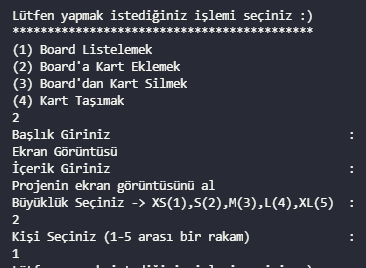 Lütfen yapmak istediğiniz işlemi seçiniz :)
*******************************************
(1) Board Listelemek
(2) Board'a Kart Eklemek
(3) Board'dan Kart Silmek
(4) Kart Taşımak
2
Başlık Giriniz :
Ekran Görüntüsü
İçerik Giriniz :
Projenin ekran görüntüsünü al
Büyüklük Seçiniz -> XS(1),S(2),M(3),L(4),XL(5) :
2
Kişi Seçiniz (1-5 arası bir rakam) :
1